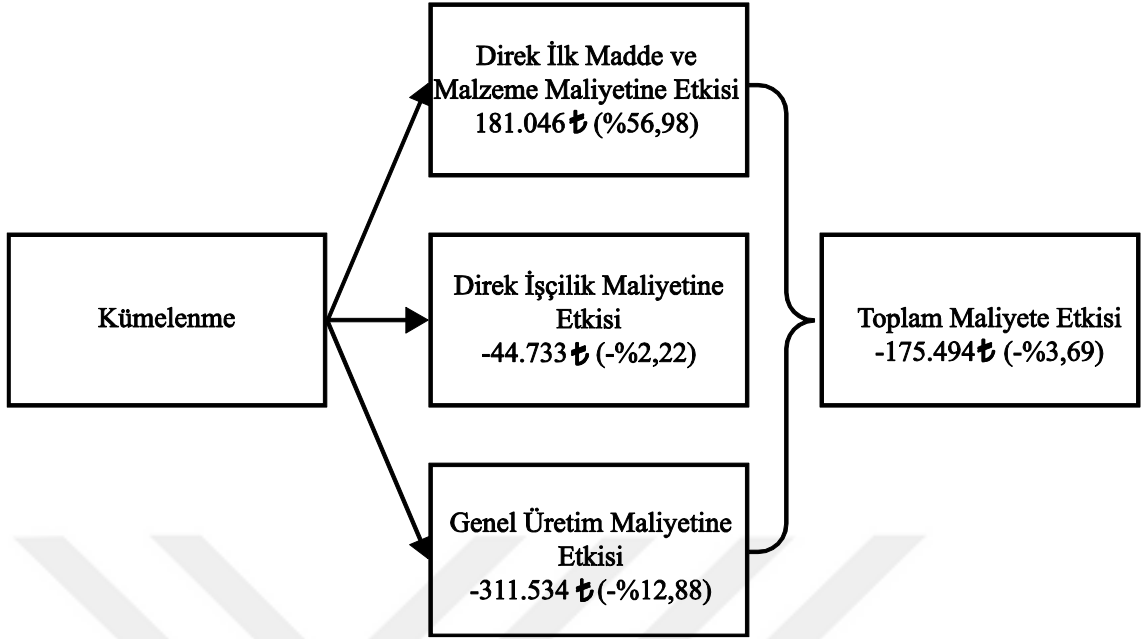 Direk İlk Madde ve
Malzeme Maliyetine Etkisi
181.046 ₺ (%56,98)
Kümelenme
Direk İşçilik Maliyetine
Etkisi
-44.733 ₺ (-%2,22)
Toplam Maliyete Etkisi
-175.494 ₺ (-%3,69)
Genel Üretim Maliyetine
Etkisi
-311.534 ₺ (-%12,88)